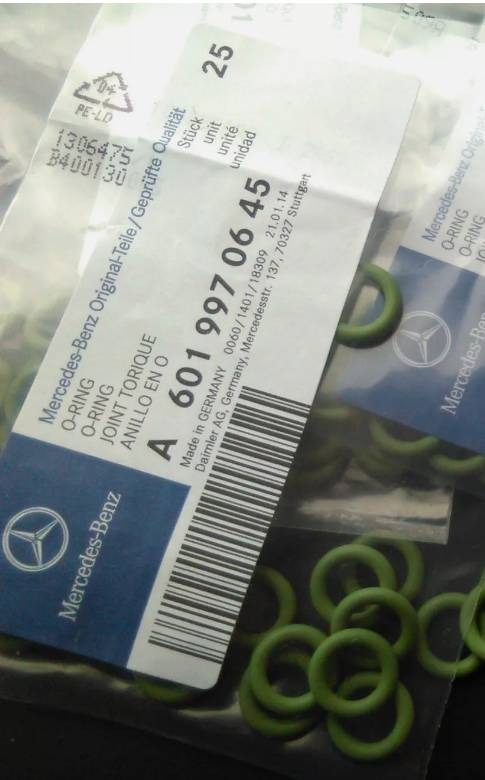 04
PE-LD
Mercedes-Benz Original-Teile/Geprüfte Qualität
O-RING
O-RING
JOINT TORIQUE
ANILLO EN O
Stück
unit
unité
unidad
25
A 601 997 06 45
Made in GERMANY 0060/1401/18309 21.01.14
Daimler AG, Germany, Mercedesstr. 137, 70327 Stuttgart
Mercedes-Benz
Mercedes-Benz Original-
O-RING
O-RING
Mercedes-Benz